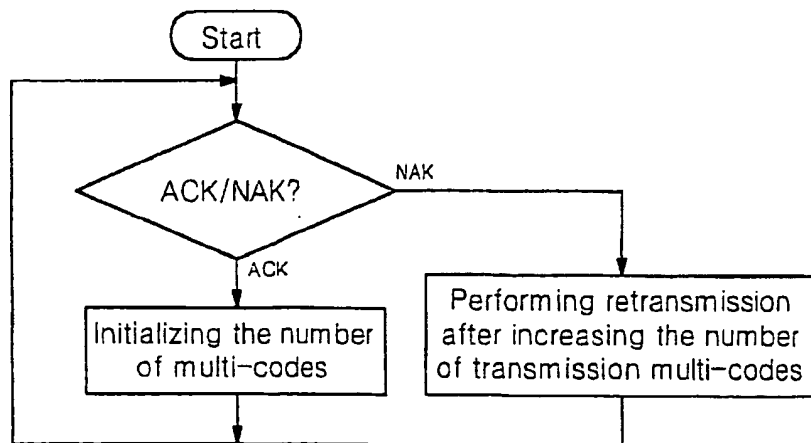 Start
ACK/NAK?
NAK
ACK
Initializing the number
of multi-codes
Performing retransmission
after increasing the number
of transmission multi-codes